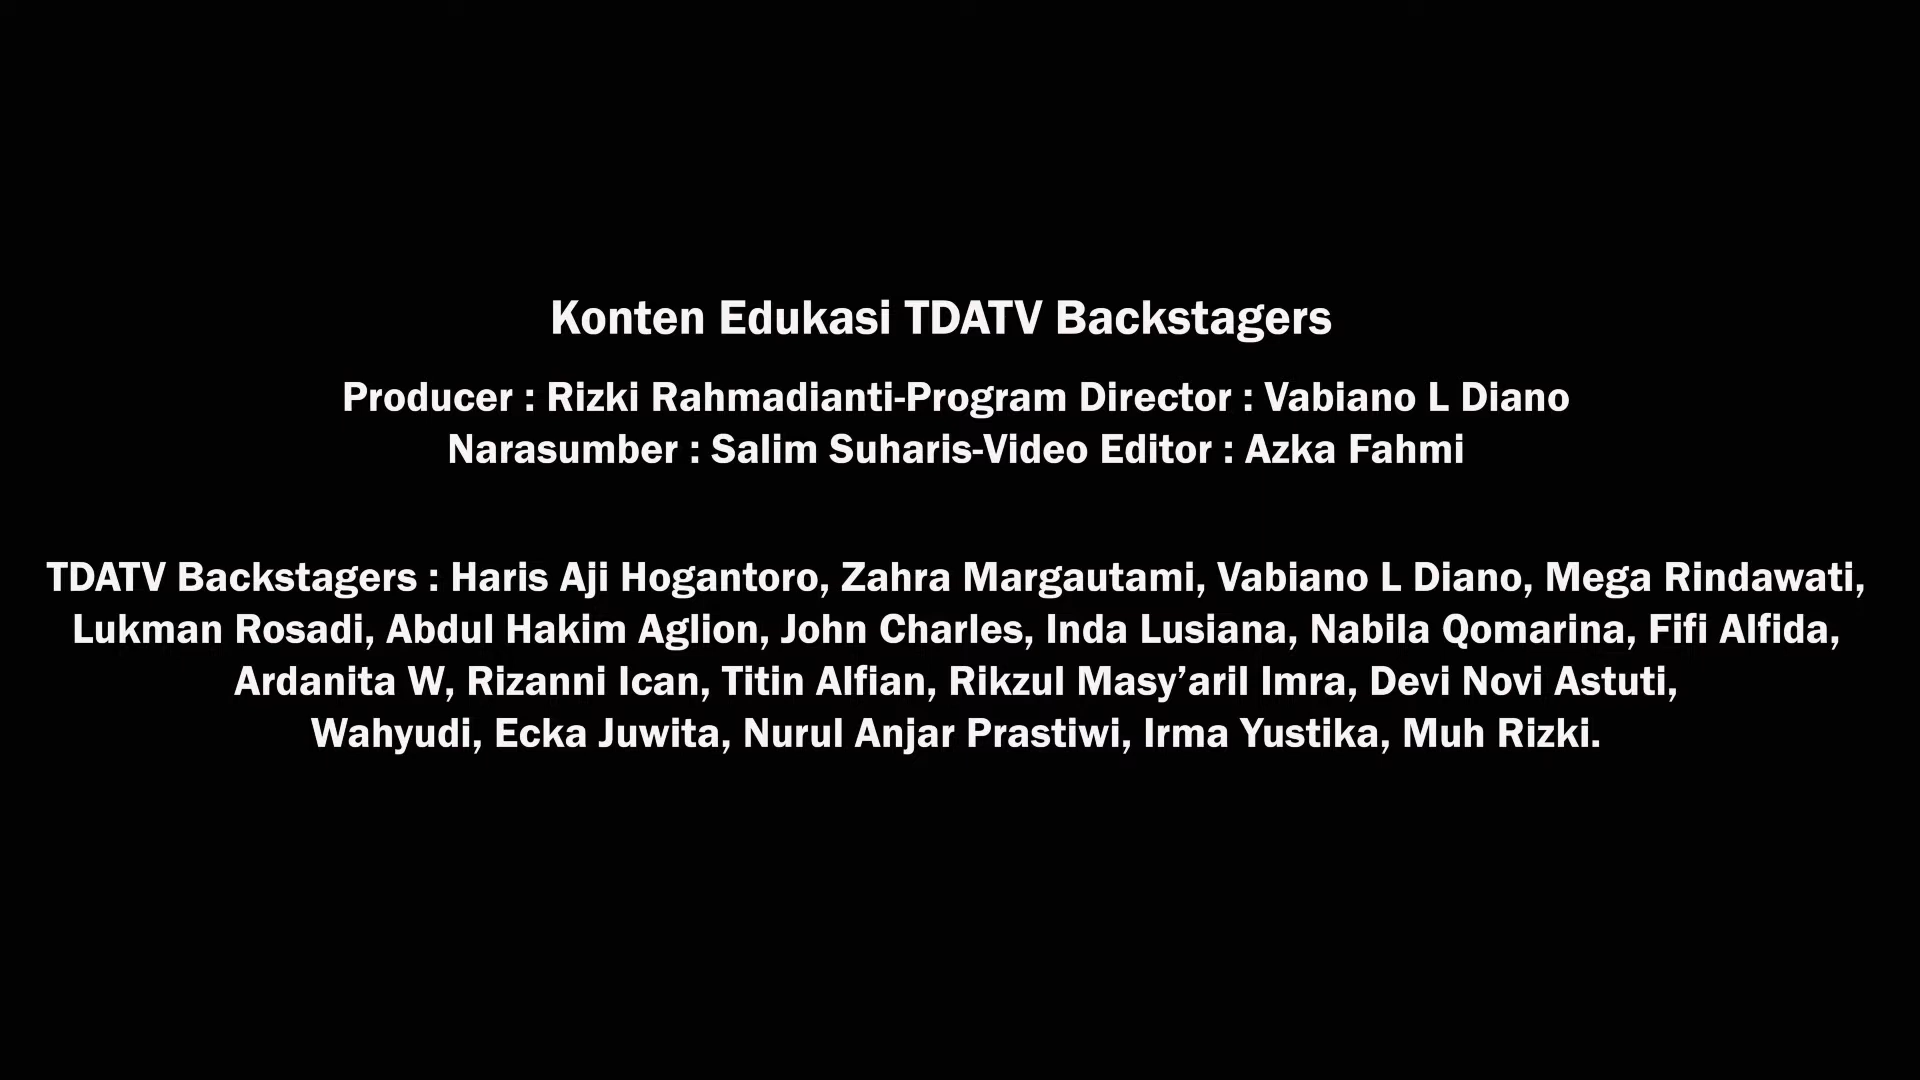 Konten Edukasi TDATV Backstagers
Producer : Rizki Rahmadianti-Program Director : Vabiano L Diano
Narasumber : Salim Suharis-Video Editor : Azka Fahmi
TDATV Backstagers : Haris Aji Hogantoro, Zahra Margautami, Vabiano L Diano, Mega Rindawati,
Lukman Rosadi, Abdul Hakim Aglion, John Charles, Inda Lusiana, Nabila Qomarina, Fifi Alfida,
Ardanita W, Rizanni Ican, Titin Alfian, Rikzul Masy’aril Imra, Devi Novi Astuti,
Wahyudi, Ecka Juwita, Nurul Anjar Prastiwi, Irma Yustika, Muh Rizki.